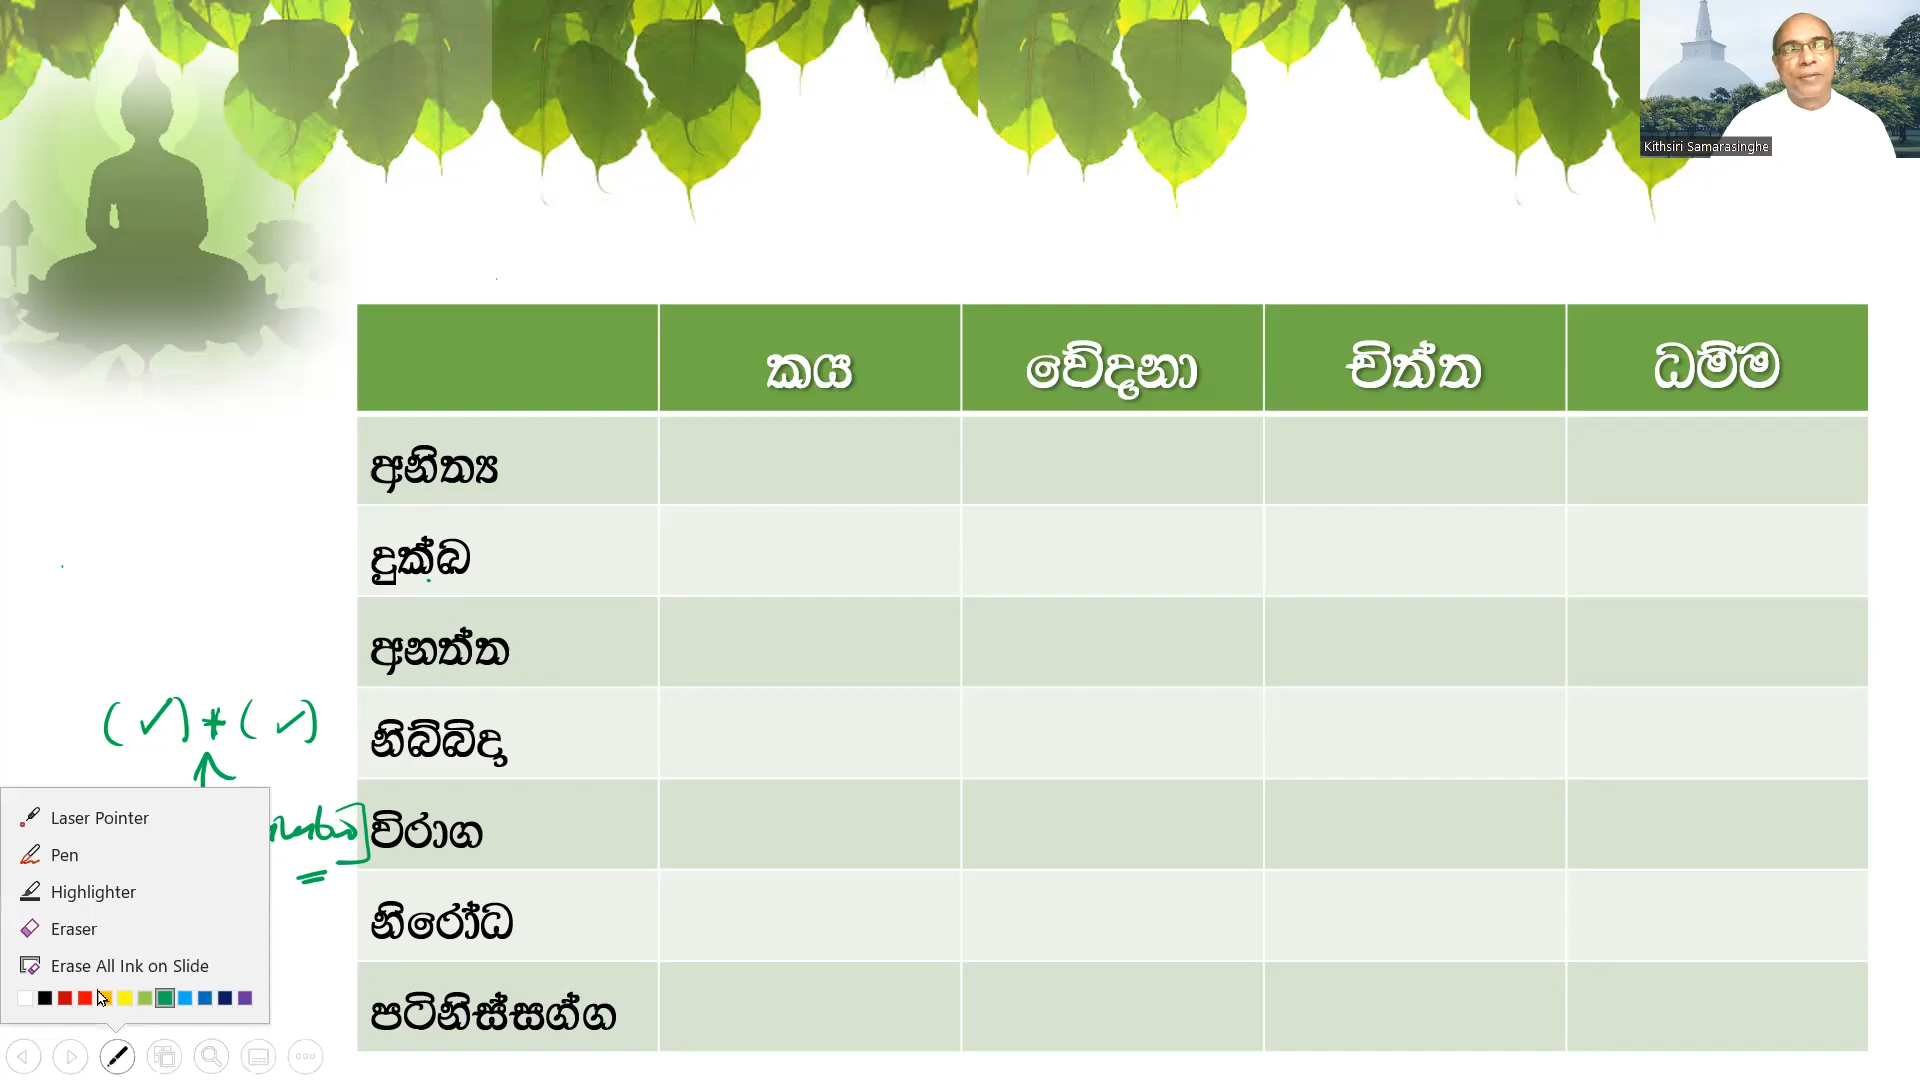 Kithsiri Samarasinghe
කය වේදනා චිත්ත ධම්ම
අනිත්‍ය
දුක්ඛ
අනත්ත
නිබ්බිදා
විරාග
නිරෝධ
පටිනිස්සග්ග
(✓) * (✓)
Laser Pointer
Pen
Highlighter
Eraser
Erase All Ink on Slide